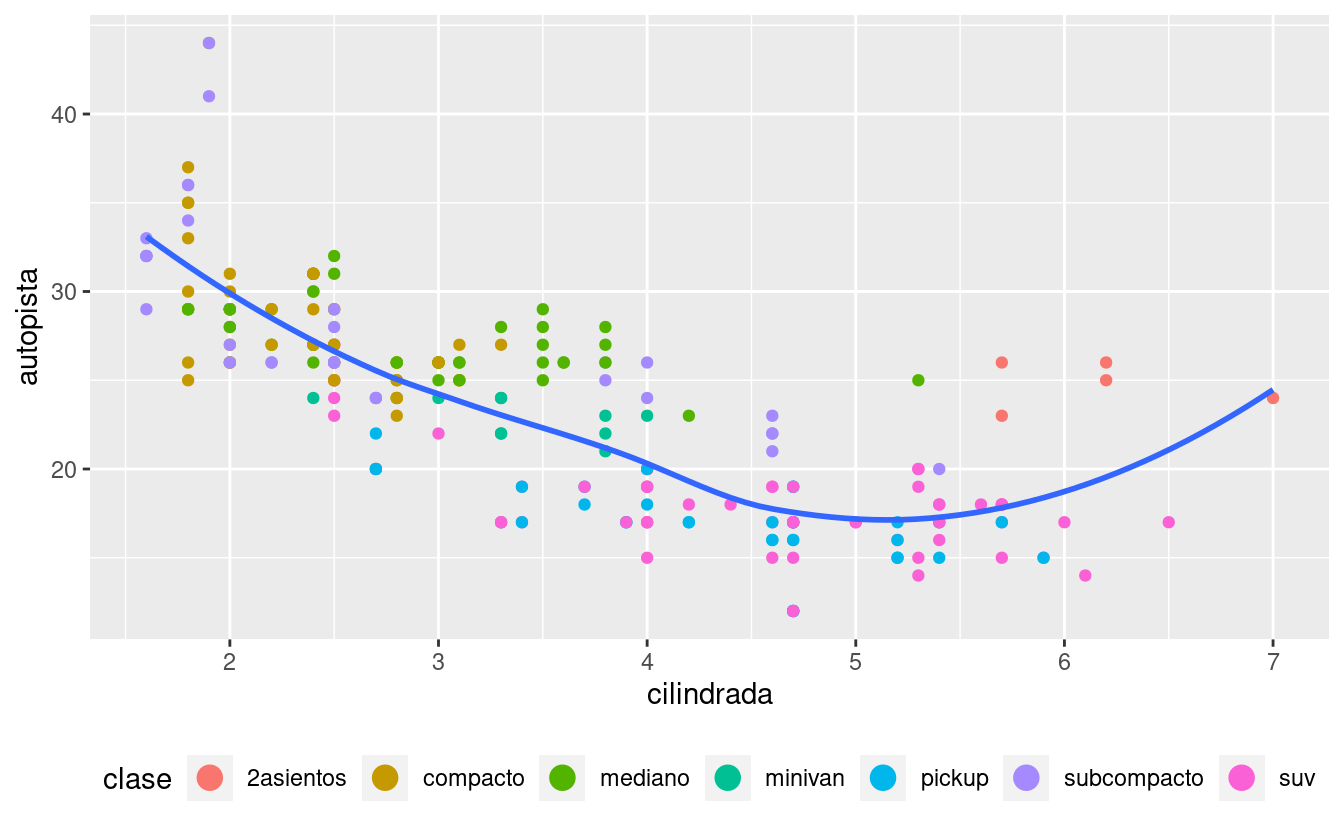 40
30
20
autopista
2 3 4 5 6 7
cilindrada
clase 2asientos compacto mediano minivan pickup subcompacto suv